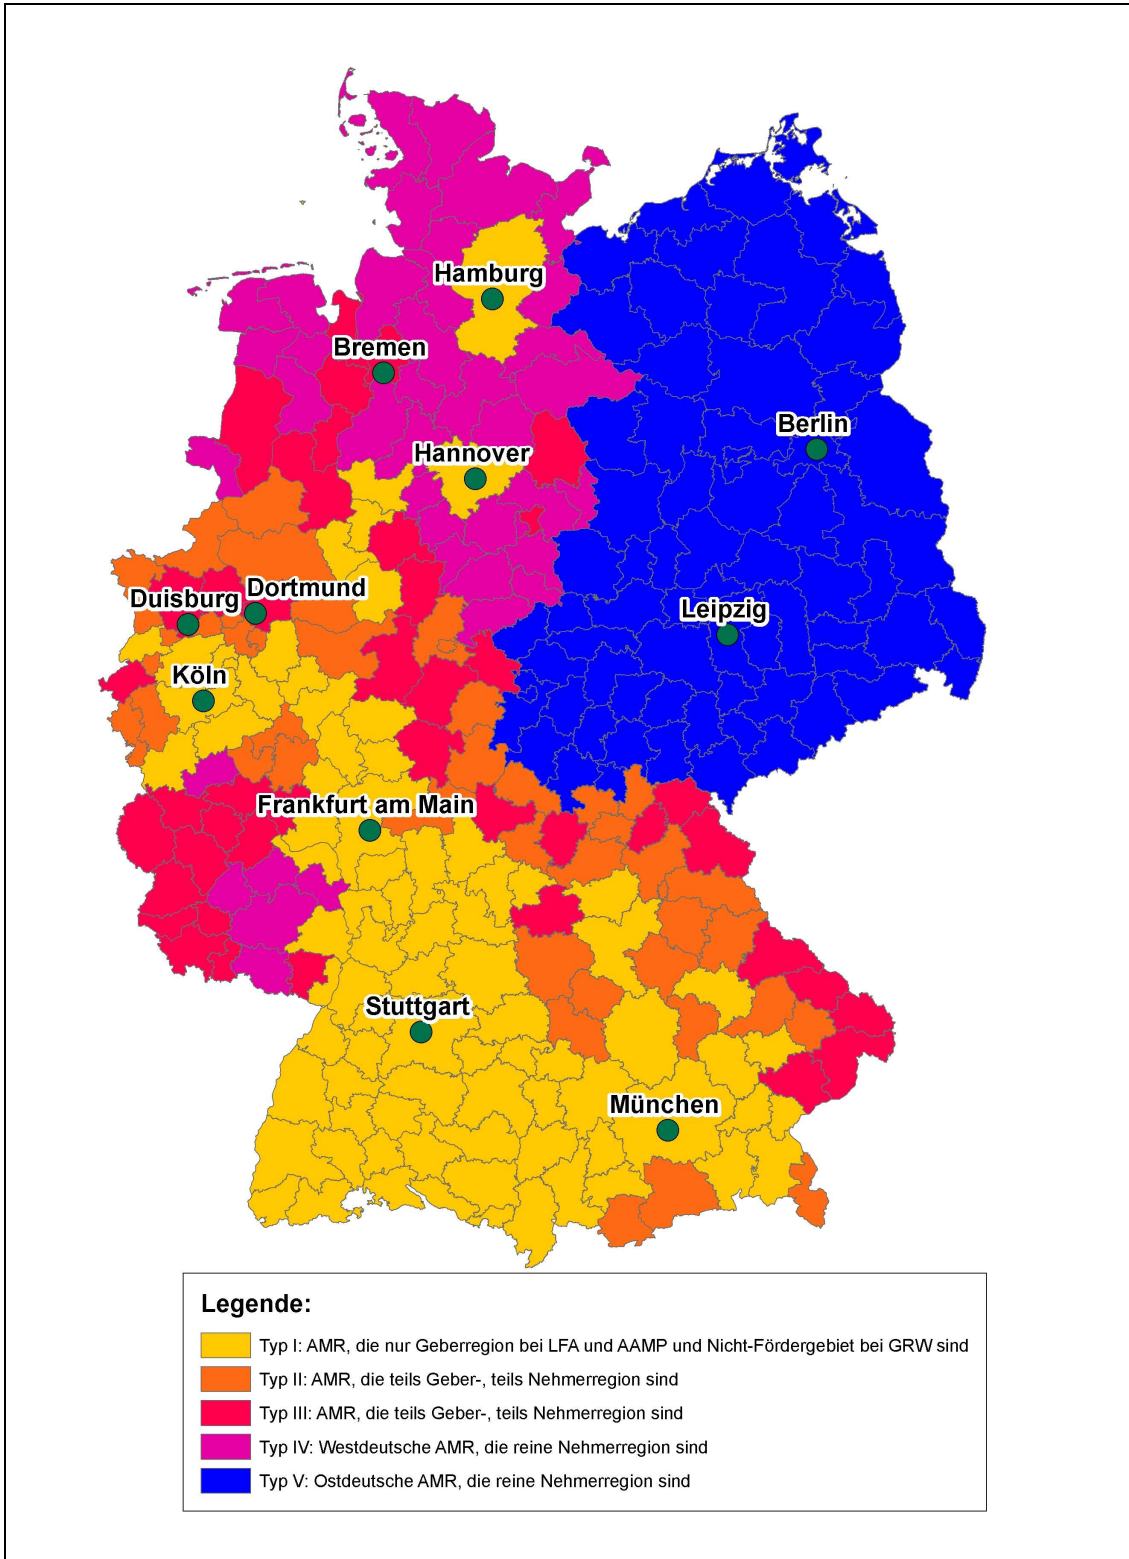 Hamburg
Bremen
Berlin
Hannover
Dortmund
Duisburg
Leipzig
Köln
Frankfurt am Main
Stuttgart
München
Legende:
Typ I: AMR, die nur Geberregion bei LFA und AAMP und Nicht-Fördergebiet bei GRW sind
Typ II: AMR, die teils Geber-, teils Nehmerregion sind
Typ III: AMR, die teils Geber-, teils Nehmerregion sind
Typ IV: Westdeutsche AMR, die reine Nehmerregion sind
Typ V: Ostdeutsche AMR, die reine Nehmerregion sind